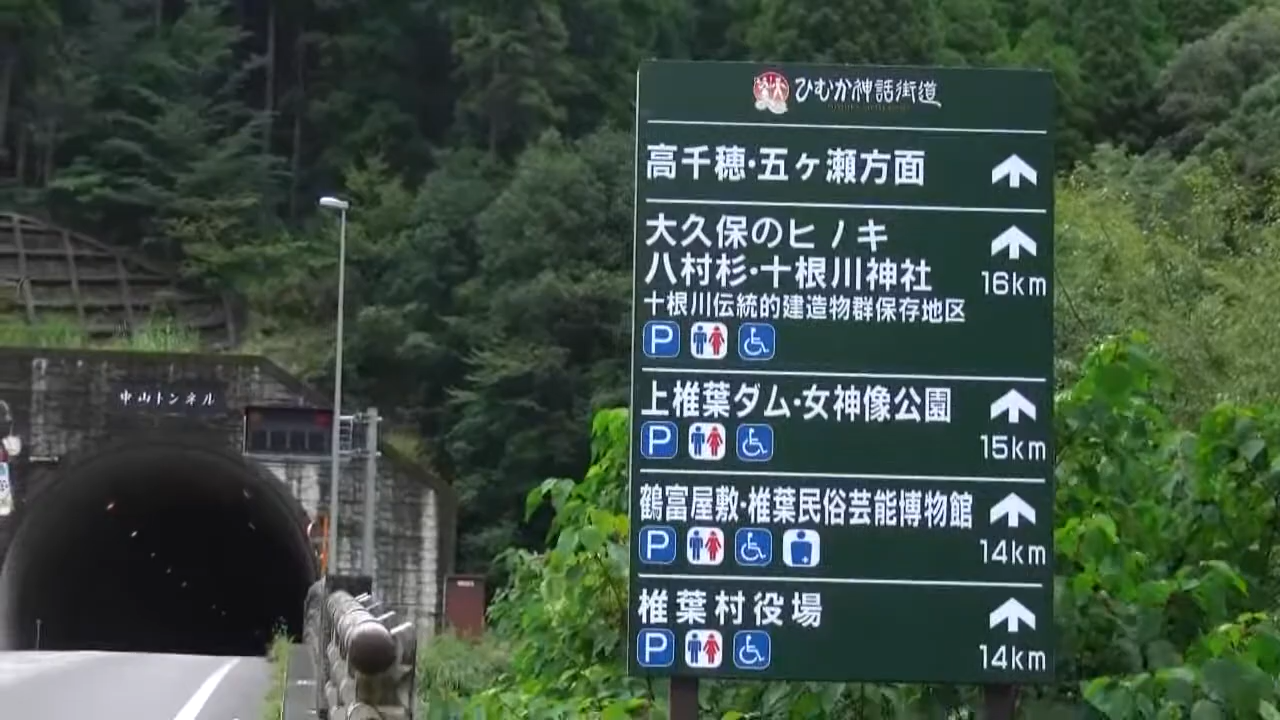 ひむか神話街道
高千穂·五ヶ瀬方面
大久保のヒノキ
八村杉·十根川神社
16km
十根川伝統的建造物群保存地区
P
上椎葉ダム·女神像公園
P
15km
鶴富屋敷·椎葉民俗芸能博物館
P
14km
椎葉村役場
P
14km
中山トンネル